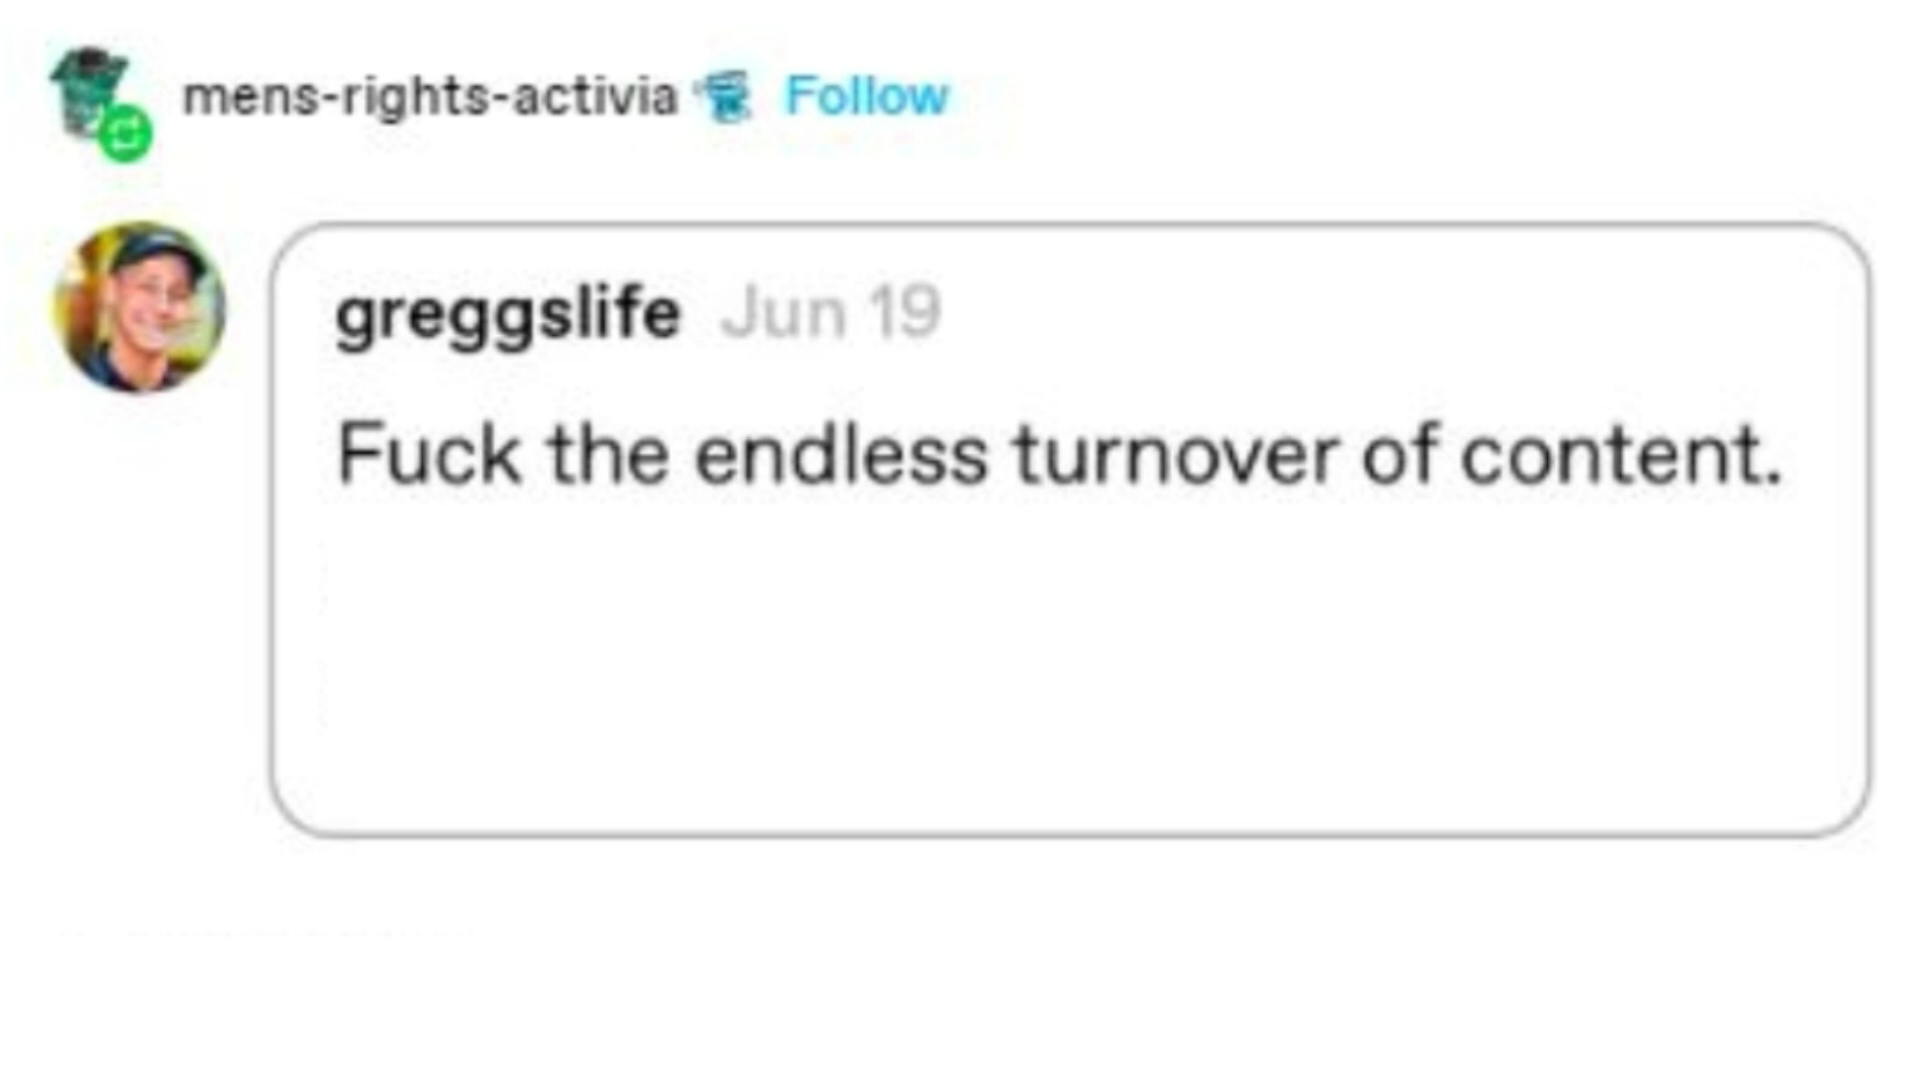 mens-rights-activia Follow
greggslife Jun 19
Fuck the endless turnover of content.